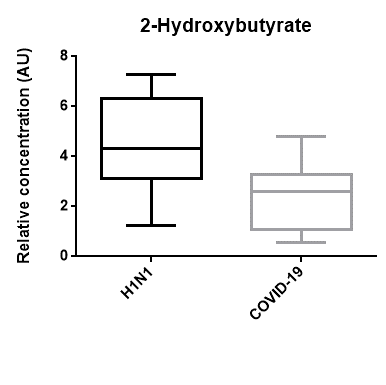 2-Hydroxybutyrate
Relative concentration (AU)
8
6
4
2
0
H1N1
COVID-19